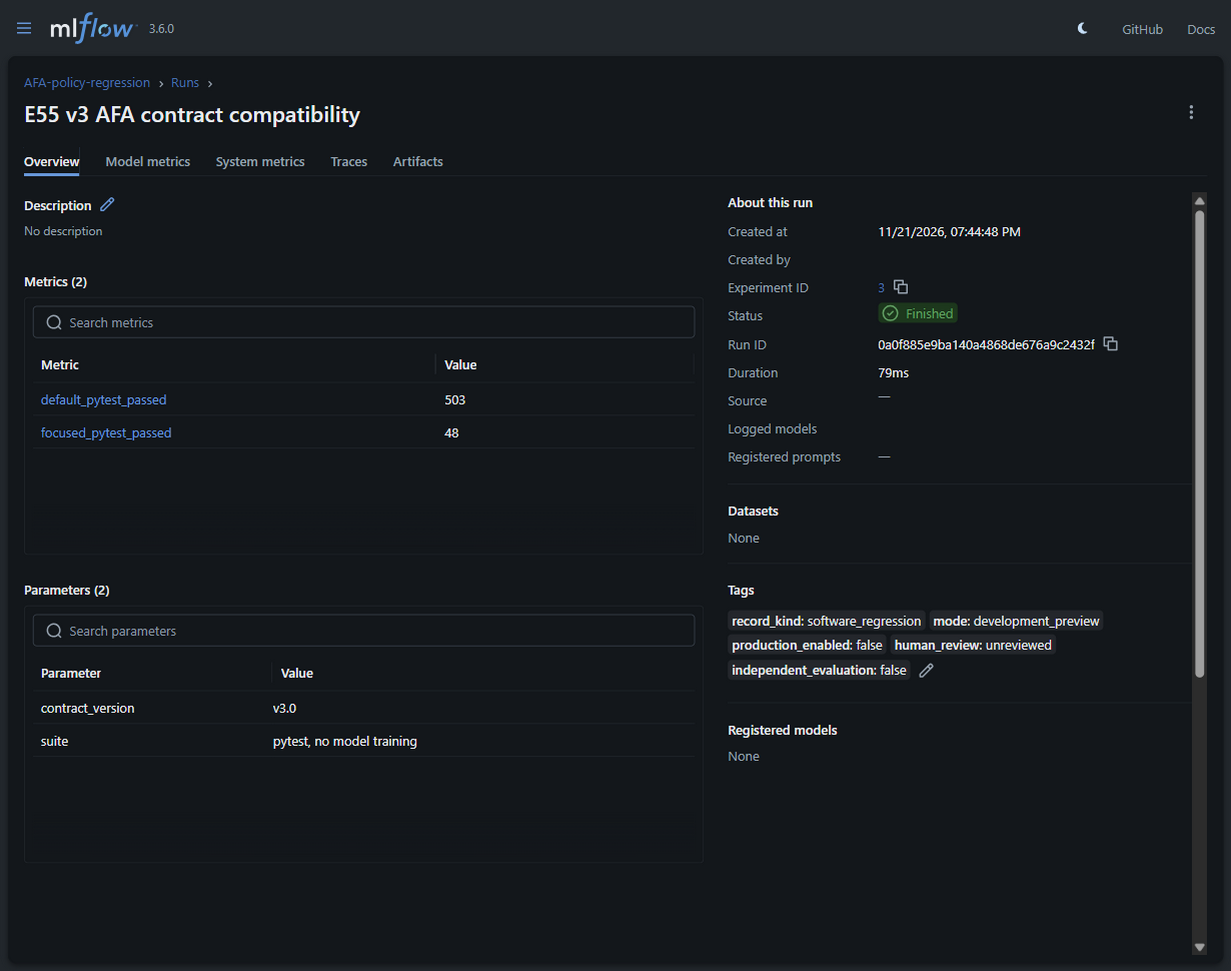 mlflow 3.6.0
GitHub Docs
AFA-policy-regression › Runs ›
E55 v3 AFA contract compatibility
Overview Model metrics System metrics Traces Artifacts
Description
No description
Metrics (2)
Search metrics
Metric Value
default_pytest_passed 503
focused_pytest_passed 48
Parameters (2)
Search parameters
Parameter Value
contract_version v3.0
suite pytest, no model training
About this run
Created at 11/21/2026, 07:44:48 PM
Created by
Experiment ID 3
Status Finished
Run ID 0a0f885e9ba140a4868de676a9c2432f
Duration 79ms
Source —
Logged models
Registered prompts —
Datasets
None
Tags
record_kind: software_regression mode: development_preview
production_enabled: false human_review: unreviewed
independent_evaluation: false
Registered models
None